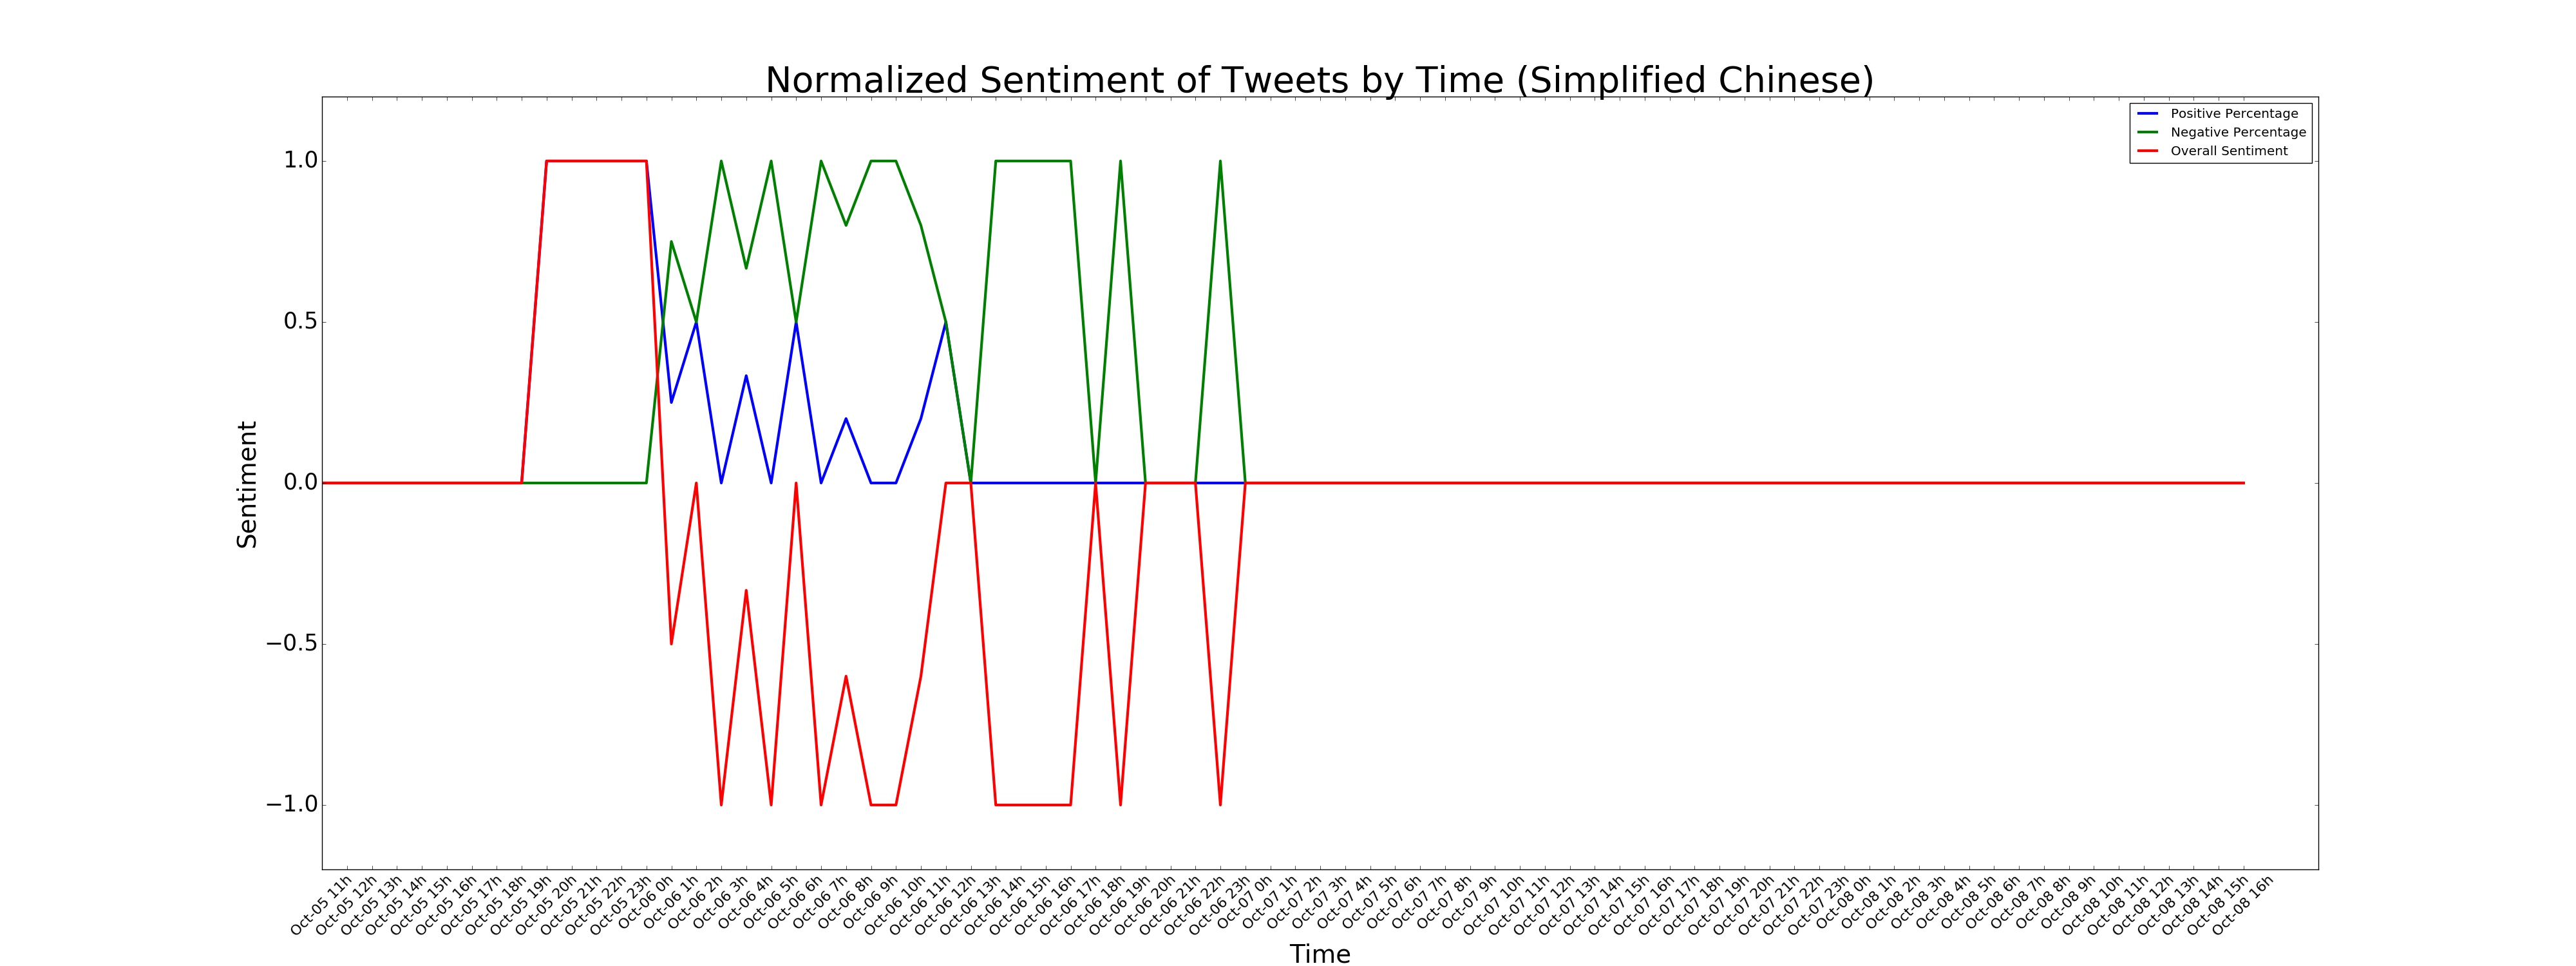 Normalized Sentiment of Tweets by Time (Simplified Chinese)
Positive Percentage
Negative Percentage
Overall Sentiment
Sentiment
1.0
0.5
0.0
−0.5
−1.0
Oct-05 11h
Oct-05 12h
Oct-05 13h
Oct-05 14h
Oct-05 15h
Oct-05 16h
Oct-05 17h
Oct-05 18h
Oct-05 19h
Oct-05 20h
Oct-05 21h
Oct-05 22h
Oct-05 23h
Oct-06 0h
Oct-06 1h
Oct-06 2h
Oct-06 3h
Oct-06 4h
Oct-06 5h
Oct-06 6h
Oct-06 7h
Oct-06 8h
Oct-06 9h
Oct-06 10h
Oct-06 11h
Oct-06 12h
Oct-06 13h
Oct-06 14h
Oct-06 15h
Oct-06 16h
Oct-06 17h
Oct-06 18h
Oct-06 19h
Oct-06 20h
Oct-06 21h
Oct-06 22h
Oct-06 23h
Oct-07 0h
Oct-07 1h
Oct-07 2h
Oct-07 3h
Oct-07 4h
Oct-07 5h
Oct-07 6h
Oct-07 7h
Oct-07 8h
Oct-07 9h
Oct-07 10h
Oct-07 11h
Oct-07 12h
Oct-07 13h
Oct-07 14h
Oct-07 15h
Oct-07 16h
Oct-07 17h
Oct-07 18h
Oct-07 19h
Oct-07 20h
Oct-07 21h
Oct-07 22h
Oct-07 23h
Oct-08 0h
Oct-08 1h
Oct-08 2h
Oct-08 3h
Oct-08 4h
Oct-08 5h
Oct-08 6h
Oct-08 7h
Oct-08 8h
Oct-08 9h
Oct-08 10h
Oct-08 11h
Oct-08 12h
Oct-08 13h
Oct-08 14h
Oct-08 15h
Oct-08 16h
Time